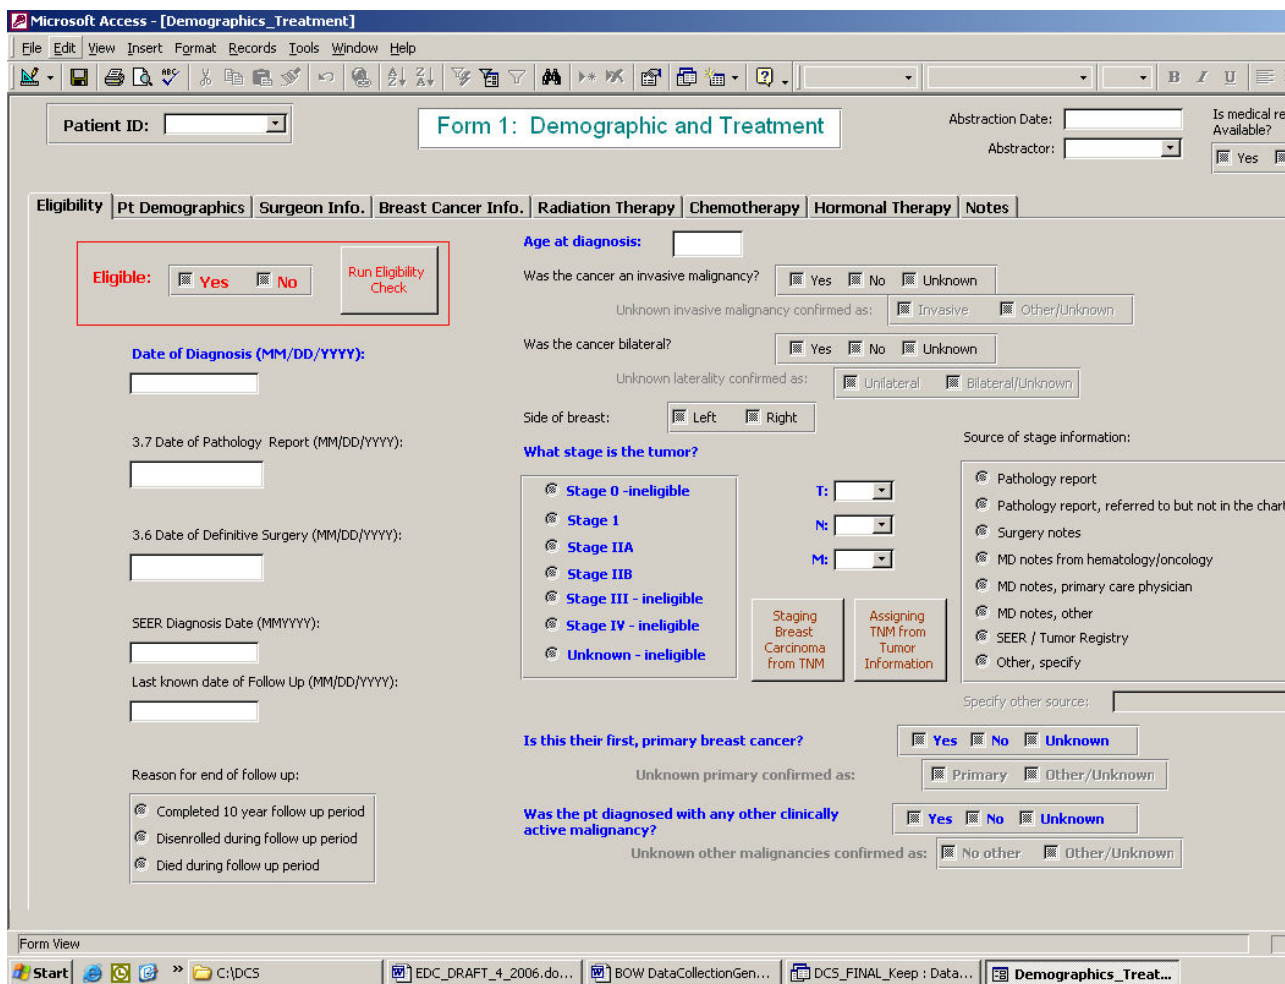 Microsoft Access - [Demographics_Treatment]
File Edit View Insert Format Records Tools Window Help
B I U
Patient ID:
Form 1: Demographic and Treatment
Abstraction Date:
Abstractor:
Is medical re
Available?
Yes
Eligibility Pt Demographics Surgeon Info. Breast Cancer Info. Radiation Therapy Chemotherapy Hormonal Therapy Notes
Eligible: Yes No
Run Eligibility
Check
Date of Diagnosis (MM/DD/YYYY):
3.7 Date of Pathology Report (MM/DD/YYYY):
3.6 Date of Definitive Surgery (MM/DD/YYYY):
SEER Diagnosis Date (MMYYYY):
Last known date of Follow Up (MM/DD/YYYY):
Reason for end of follow up:
Completed 10 year follow up period
Disenrolled during follow up period
Died during follow up period
Age at diagnosis:
Was the cancer an invasive malignancy? Yes No Unknown
Unknown invasive malignancy confirmed as: Invasive Other/Unknown
Was the cancer bilateral? Yes No Unknown
Unknown laterality confirmed as: Unilateral Bilateral/Unknown
Side of breast: Left Right
What stage is the tumor?
Stage 0 -ineligible
Stage 1
Stage IIA
Stage IIB
Stage III - ineligible
Stage IV - ineligible
Unknown - ineligible
T:
N:
M:
Staging
Breast
Carcinoma
from TNM
Assigning
TNM from
Tumor
Information
Source of stage information:
Pathology report
Pathology report, referred to but not in the chart
Surgery notes
MD notes from hematology/oncology
MD notes, primary care physician
MD notes, other
SEER / Tumor Registry
Other, specify
Specify other source:
Is this their first, primary breast cancer? Yes No Unknown
Unknown primary confirmed as: Primary Other/Unknown
Was the pt diagnosed with any other clinically
active malignancy?
Yes No Unknown
Unknown other malignancies confirmed as: No other Other/Unknown
Form View
Start » C:\DCS EDC_DRAFT_4_2006.do... BOW DataCollectionGen... DCS_FINAL_Keep : Data... Demographics_Treat...